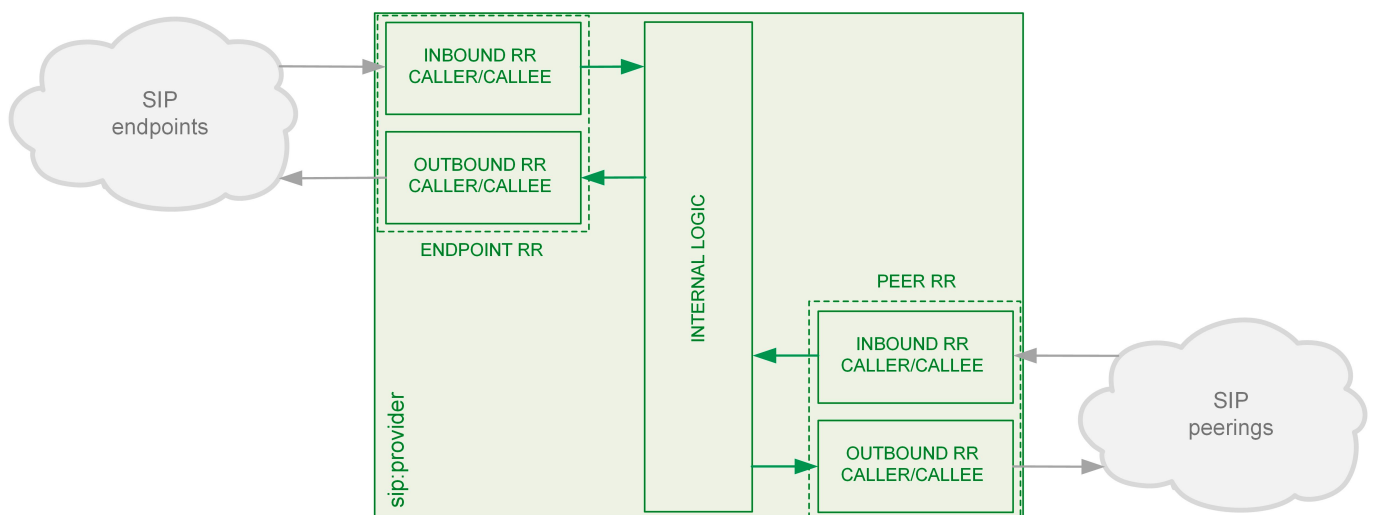 SIP
endpoints
INBOUND RR
CALLER/CALLEE
OUTBOUND RR
CALLER/CALLEE
ENDPOINT RR
INTERNAL LOGIC
sip:provider
PEER RR
INBOUND RR
CALLER/CALLEE
OUTBOUND RR
CALLER/CALLEE
SIP
peerings